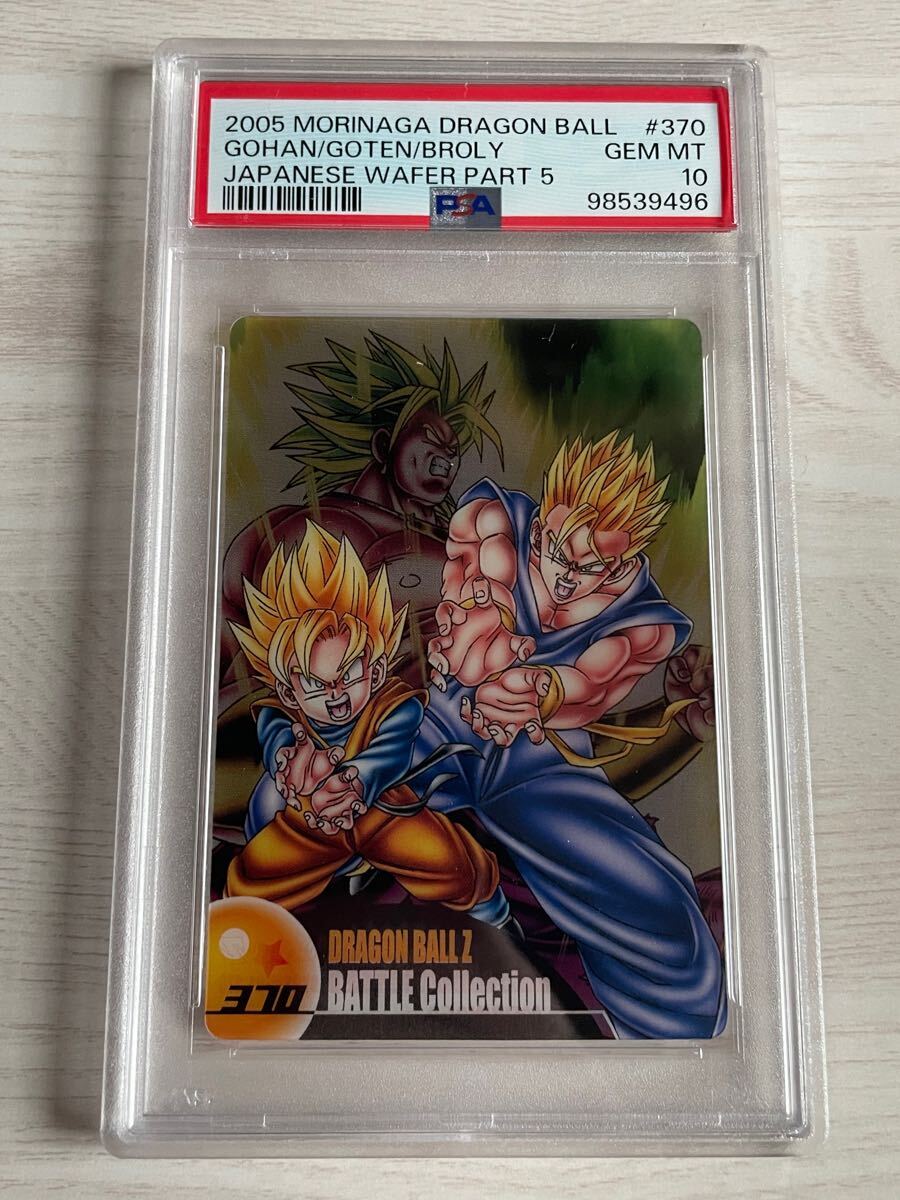 2005 MORINAGA DRAGON BALL #370
GOHAN/GOTEN/BROLY GEM MT
JAPANESE WAFER PART 5 10
PSA 98539496
DRAGON BALL Z
370 BATTLE Collection